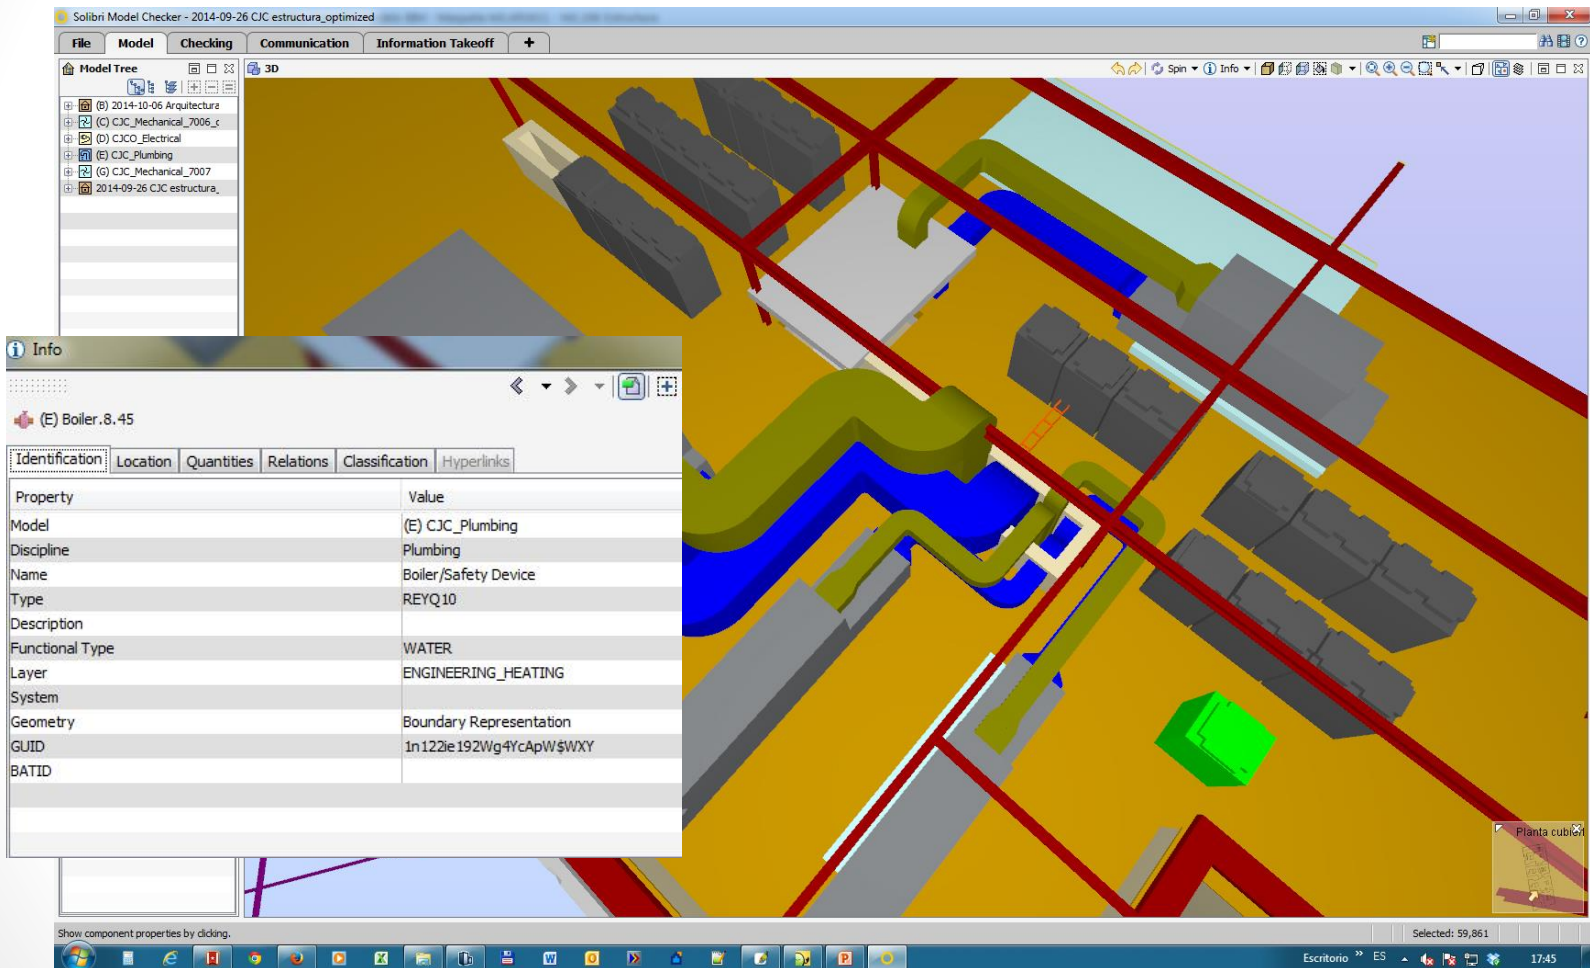 Solibri Model Checker - 2014-09-26 CJC estructura_optimized
File Model Checking Communication Information Takeoff +
Model Tree
3D
Spin Info
(B) 2014-10-06 Arquitectura
(C) CJC_Mechanical_7006_c
(D) CJCO_Electrical
(E) CJC_Plumbing
(G) CJC_Mechanical_7007
2014-09-26 CJC estructura_
Info
(E) Boiler.8.45
Identification Location Quantities Relations Classification Hyperlinks
Property Value
Model (E) CJC_Plumbing
Discipline Plumbing
Name Boiler/Safety Device
Type REYQ10
Description
Functional Type WATER
Layer ENGINEERING_HEATING
System
Geometry Boundary Representation
GUID 1n122ie192Wg4YcApW$WXY
BATID
Planta cubiert
Show component properties by clicking.
Selected: 59,861
Escritorio » ES 17:45